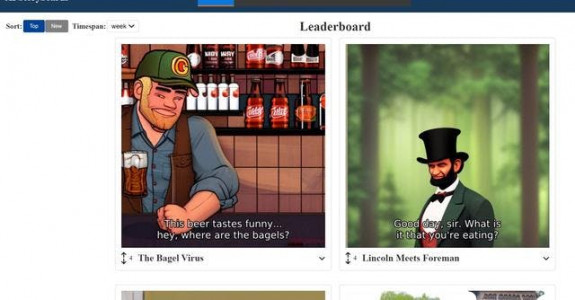 Sort: Top New Timespan: week
Leaderboard
This beer tastes funny...
hey, where are the bagels?
Good day, sir. What is
it that you're eating?
4 The Bagel Virus
4 Lincoln Meets Foreman